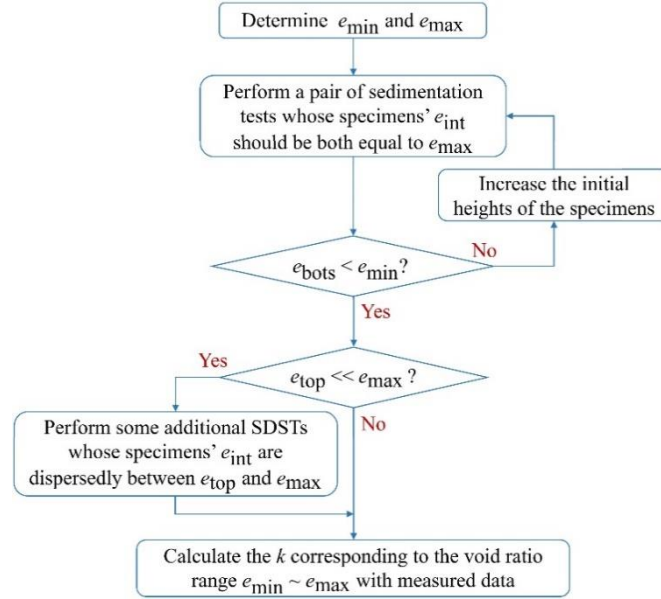 Determine e_min and e_max
Perform a pair of sedimentation
tests whose specimens' e_int
should be both equal to e_max
Increase the initial
heights of the specimens
e_bots < e_min?
No
Yes
e_top << e_max ?
Yes
No
Perform some additional SDSTs
whose specimens' e_int are
dispersedly between e_top and e_max
Calculate the k corresponding to the void ratio
range e_min ~ e_max with measured data